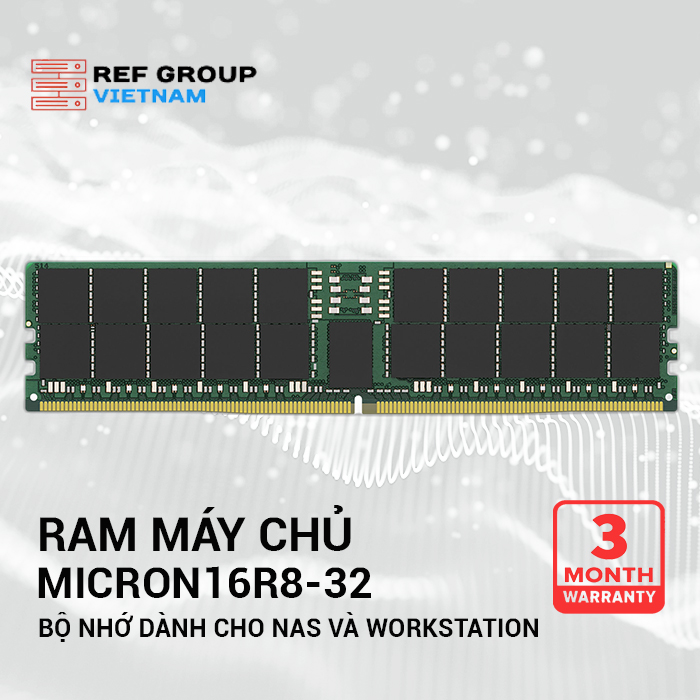 REF GROUP
VIETNAM
RAM MÁY CHỦ
MICRON16R8-32
BỘ NHỚ DÀNH CHO NAS VÀ WORKSTATION
3
MONTH
WARRANTY